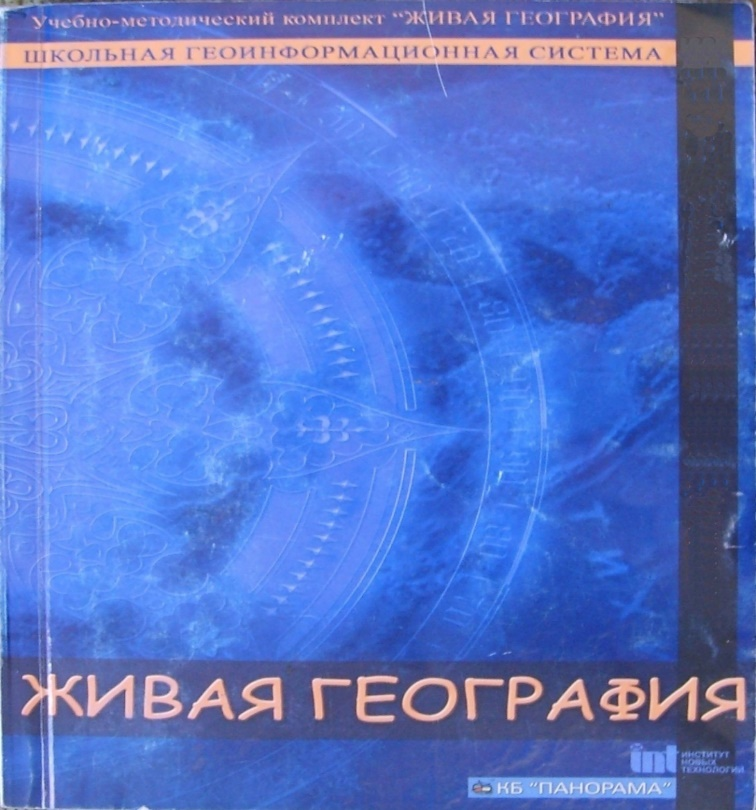 Учебно-методический комплект “ЖИВАЯ ГЕОГРАФИЯ”
ШКОЛЬНАЯ ГЕОИНФОРМАЦИОННАЯ СИСТЕМА
ЖИВАЯ ГЕОГРАФИЯ
int ИНСТИТУТ
НОВЫХ
ТЕХНОЛОГИЙ
КБ "ПАНОРАМА"